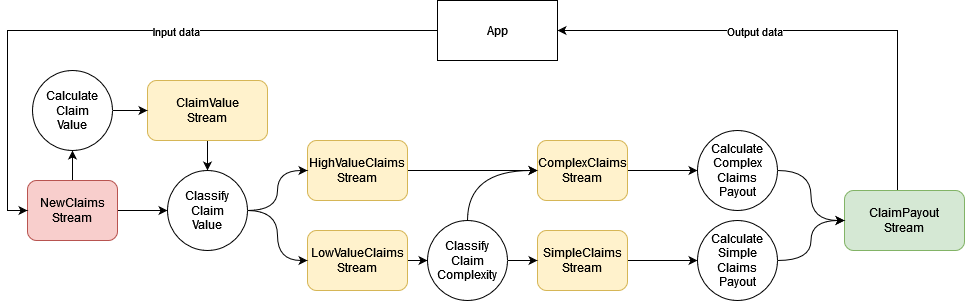 Input data
App
Output data
Calculate
Claim
Value
ClaimValue
Stream
NewClaims
Stream
Classify
Claim
Value
HighValueClaims
Stream
LowValueClaims
Stream
Classify
Claim
Complexity
ComplexClaims
Stream
SimpleClaims
Stream
Calculate
Complex
Claims
Payout
Calculate
Simple
Claims
Payout
ClaimPayout
Stream